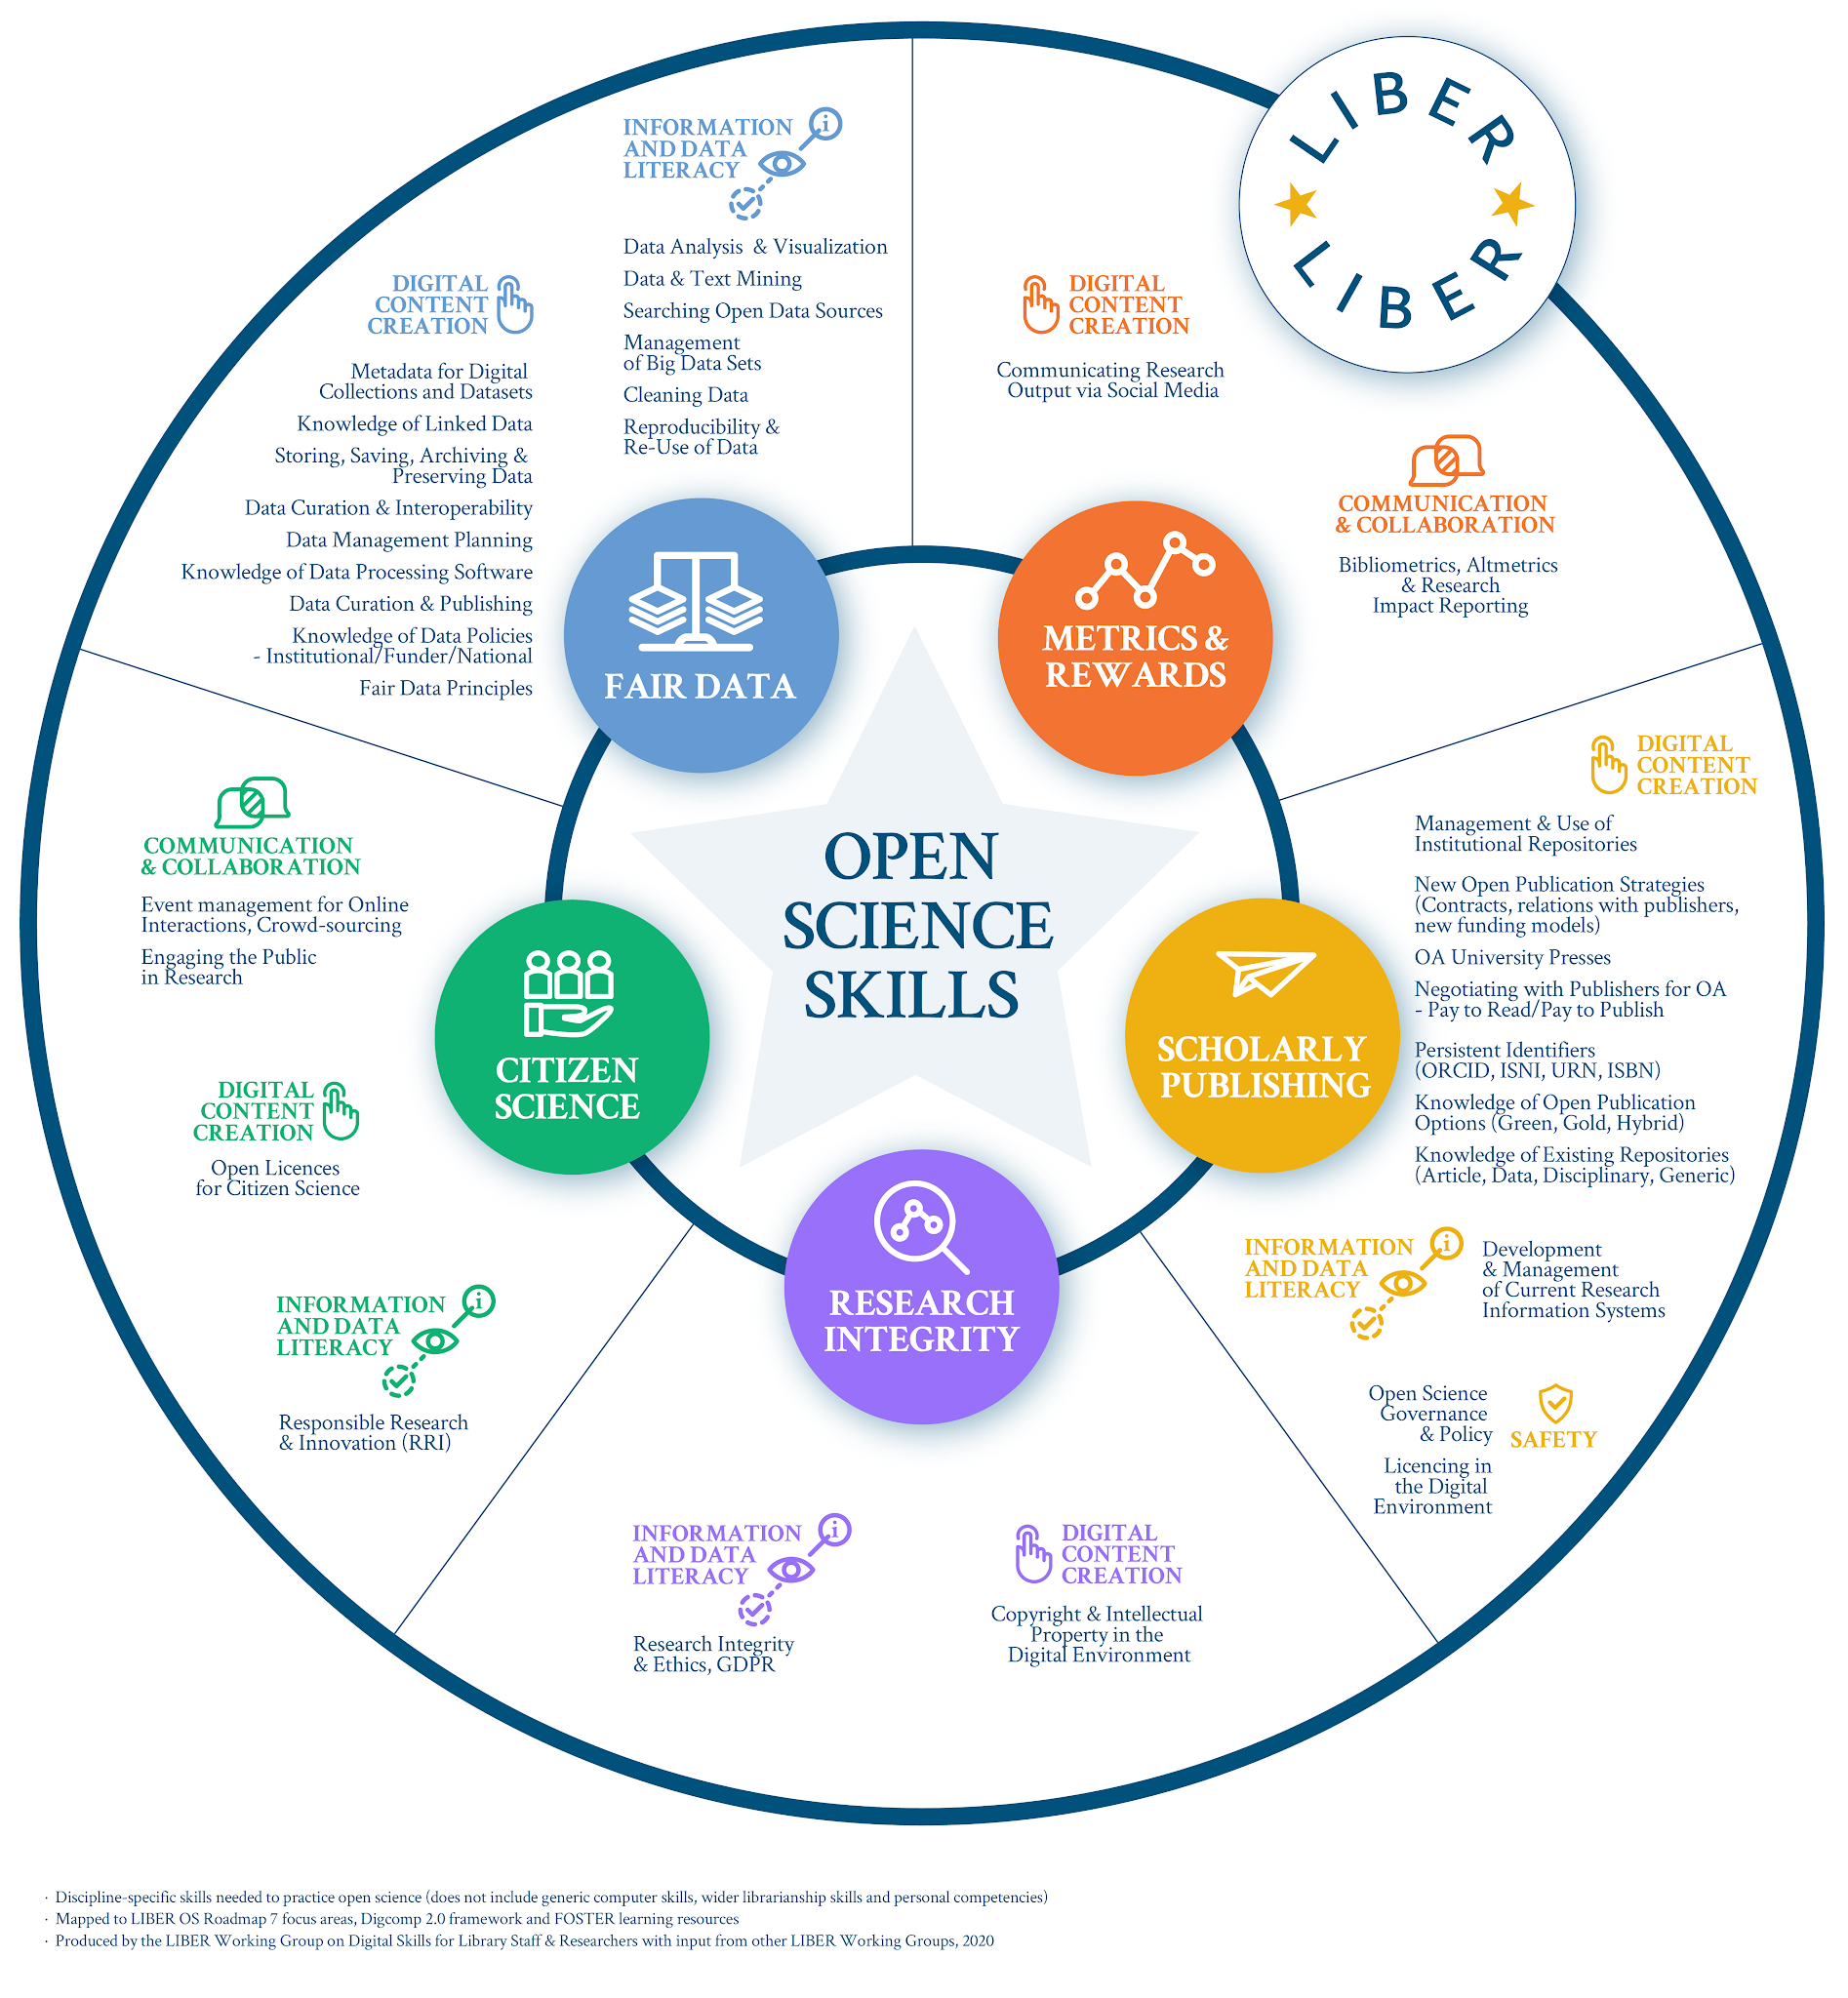 LIBER
LIBER
INFORMATION
AND DATA
LITERACY
Data Analysis & Visualization
Data & Text Mining
Searching Open Data Sources
Management
of Big Data Sets
Cleaning Data
Reproducibility &
Re-Use of Data
DIGITAL
CONTENT
CREATION
Metadata for Digital
Collections and Datasets
Knowledge of Linked Data
Storing, Saving, Archiving &
Preserving Data
Data Curation & Interoperability
Data Management Planning
Knowledge of Data Processing Software
Data Curation & Publishing
Knowledge of Data Policies
- Institutional/Funder/National
Fair Data Principles
FAIR DATA
DIGITAL
CONTENT
CREATION
Communicating Research
Output via Social Media
COMMUNICATION
& COLLABORATION
Bibliometrics, Altmetrics
& Research
Impact Reporting
METRICS &
REWARDS
DIGITAL
CONTENT
CREATION
Management & Use of
Institutional Repositories
New Open Publication Strategies
(Contracts, relations with publishers,
new funding models)
OA University Presses
Negotiating with Publishers for OA
- Pay to Read/Pay to Publish
Persistent Identifiers
(ORCID, ISNI, URN, ISBN)
Knowledge of Open Publication
Options (Green, Gold, Hybrid)
Knowledge of Existing Repositories
(Article, Data, Disciplinary, Generic)
INFORMATION
AND DATA
LITERACY
i
Development
& Management
of Current Research
Information Systems
Open Science
Governance
& Policy
Licencing in
the Digital
Environment
SAFETY
SCHOLARLY
PUBLISHING
OPEN
SCIENCE
SKILLS
COMMUNICATION
& COLLABORATION
Event management for Online
Interactions, Crowd-sourcing
Engaging the Public
in Research
DIGITAL
CONTENT
CREATION
Open Licences
for Citizen Science
INFORMATION
AND DATA
LITERACY
i
Responsible Research
& Innovation (RRI)
CITIZEN
SCIENCE
RESEARCH
INTEGRITY
INFORMATION
AND DATA
LITERACY
i
Research Integrity
& Ethics, GDPR
DIGITAL
CONTENT
CREATION
Copyright & Intellectual
Property in the
Digital Environment
· Discipline-specific skills needed to practice open science (does not include generic computer skills, wider librarianship skills and personal competencies)
· Mapped to LIBER OS Roadmap 7 focus areas, Digcomp 2.0 framework and FOSTER learning resources
· Produced by the LIBER Working Group on Digital Skills for Library Staff & Researchers with input from other LIBER Working Groups, 2020